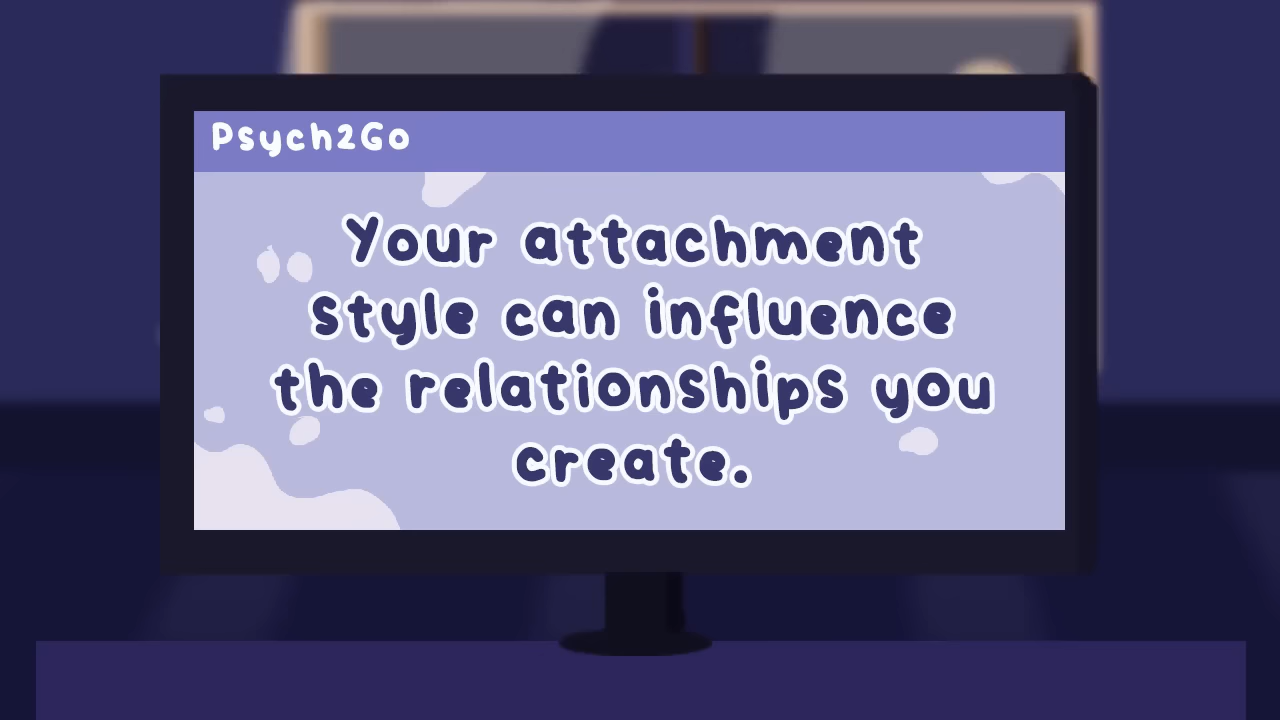 Psych2Go
Your attachment
style can influence
the relationships you
create.